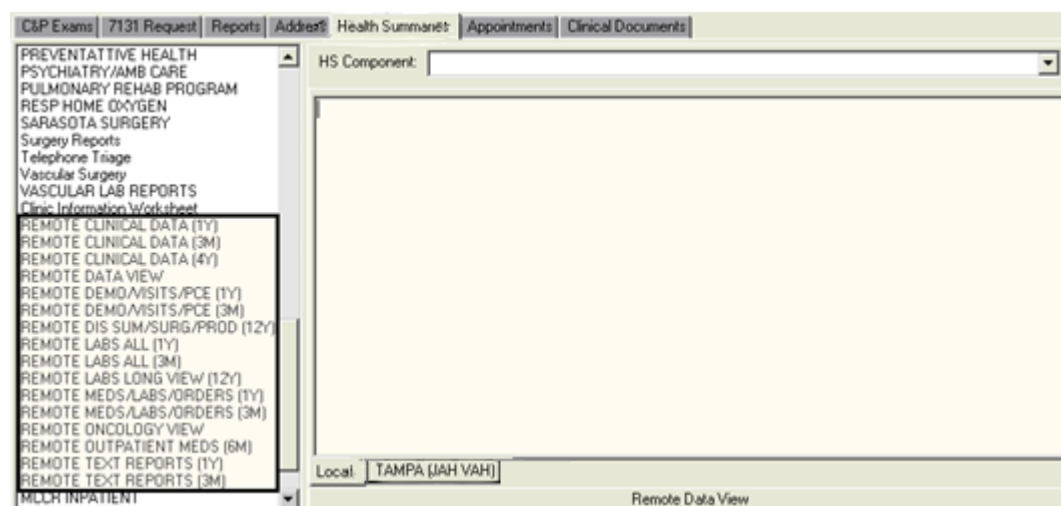 C&P Exams 7131 Request Reports Health Summaries Appointments Clinical Documents
PREVENTATTIVE HEALTH
PSYCHIATRY/AMB CARE
PULMONARY REHAB PROGRAM
RESP HOME OXYGEN
SARASOTA SURGERY
Surgery Reports
Telephone Triage
Vascular Surgery
VASCULAR LAB REPORTS
Clinic Information Worksheet
REMOTE CLINICAL DATA (1Y)
REMOTE CLINICAL DATA (3M)
REMOTE CLINICAL DATA (4Y)
REMOTE DATA VIEW
REMOTE DEMO/VISITS/PCE (1Y)
REMOTE DEMO/VISITS/PCE (3M)
REMOTE DIS SUM/SURG/PROD (12Y)
REMOTE LABS ALL (1Y)
REMOTE LABS ALL (3M)
REMOTE LABS LONG VIEW (12Y)
REMOTE MEDS/LABS/ORDERS (1Y)
REMOTE MEDS/LABS/ORDERS (3M)
REMOTE ONCOLOGY VIEW
REMOTE OUTPATIENT MEDS (6M)
REMOTE TEXT REPORTS (1Y)
REMOTE TEXT REPORTS (3M)
MCCR INPATIENT
HS Component:
Local TAMPA (JAH VAH)
Remote Data View